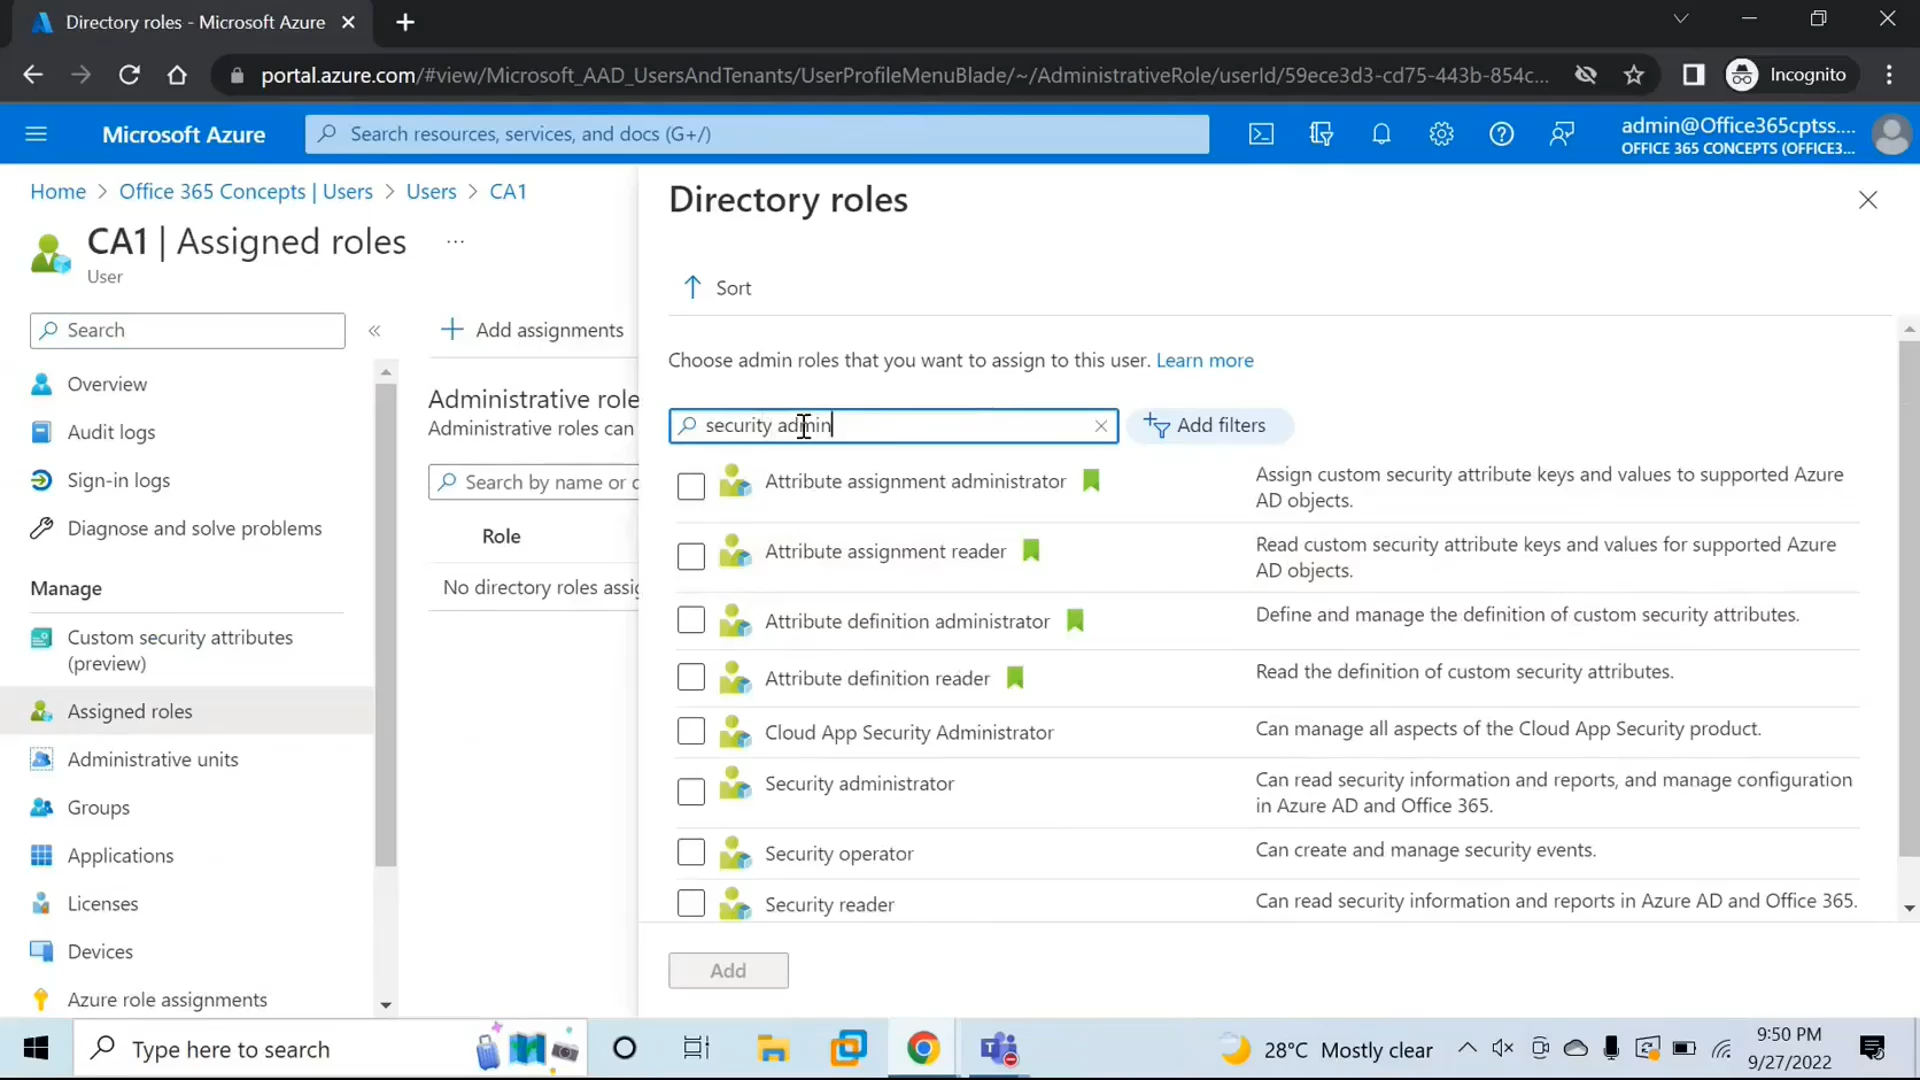 Directory roles - Microsoft Azure
portal.azure.com/#view/Microsoft_AAD_UsersAndTenants/UserProfileMenuBlade/~/AdministrativeRole/userId/59ece3d3-cd75-443b-854c...
Incognito
Microsoft Azure
Search resources, services, and docs (G+/)
admin@Office365cptss....
OFFICE 365 CONCEPTS (OFFICE3...
Home > Office 365 Concepts | Users > Users > CA1
CA1 | Assigned roles ...
User
Search
Overview
Audit logs
Sign-in logs
Diagnose and solve problems
Manage
Custom security attributes
(preview)
Assigned roles
Administrative units
Groups
Applications
Licenses
Devices
Azure role assignments
Add assignments
Administrative role
Administrative roles can
Search by name or d
Role
No directory roles assig
Directory roles
Sort
Choose admin roles that you want to assign to this user. Learn more
security admin
Add filters
Attribute assignment administrator
Assign custom security attribute keys and values to supported Azure
AD objects.
Attribute assignment reader
Read custom security attribute keys and values for supported Azure
AD objects.
Attribute definition administrator
Define and manage the definition of custom security attributes.
Attribute definition reader
Read the definition of custom security attributes.
Cloud App Security Administrator
Can manage all aspects of the Cloud App Security product.
Security administrator
Can read security information and reports, and manage configuration
in Azure AD and Office 365.
Security operator
Can create and manage security events.
Security reader
Can read security information and reports in Azure AD and Office 365.
Add
Type here to search
28°C Mostly clear
9:50 PM
9/27/2022